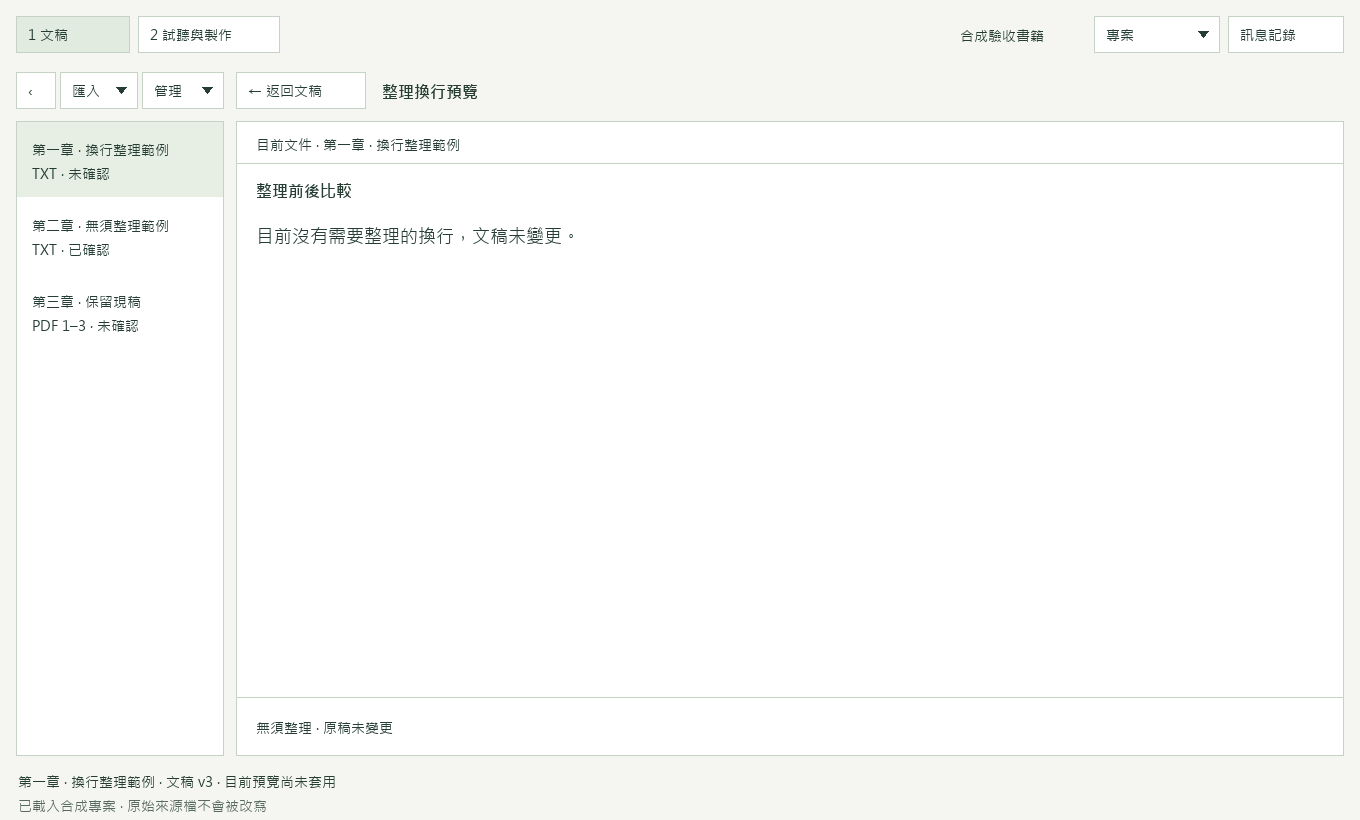 1 文稿
2 試聽與製作
合成驗收書籍
專案
訊息記錄
‹
匯入
管理
← 返回文稿
整理換行預覽
第一章 · 換行整理範例
TXT · 未確認
第二章 · 無須整理範例
TXT · 已確認
第三章 · 保留現稿
PDF 1–3 · 未確認
目前文件 · 第一章 · 換行整理範例
整理前後比較
目前沒有需要整理的換行，文稿未變更。
無須整理 · 原稿未變更
第一章 · 換行整理範例 · 文稿 v3 · 目前預覽尚未套用
已載入合成專案 · 原始來源檔不會被改寫